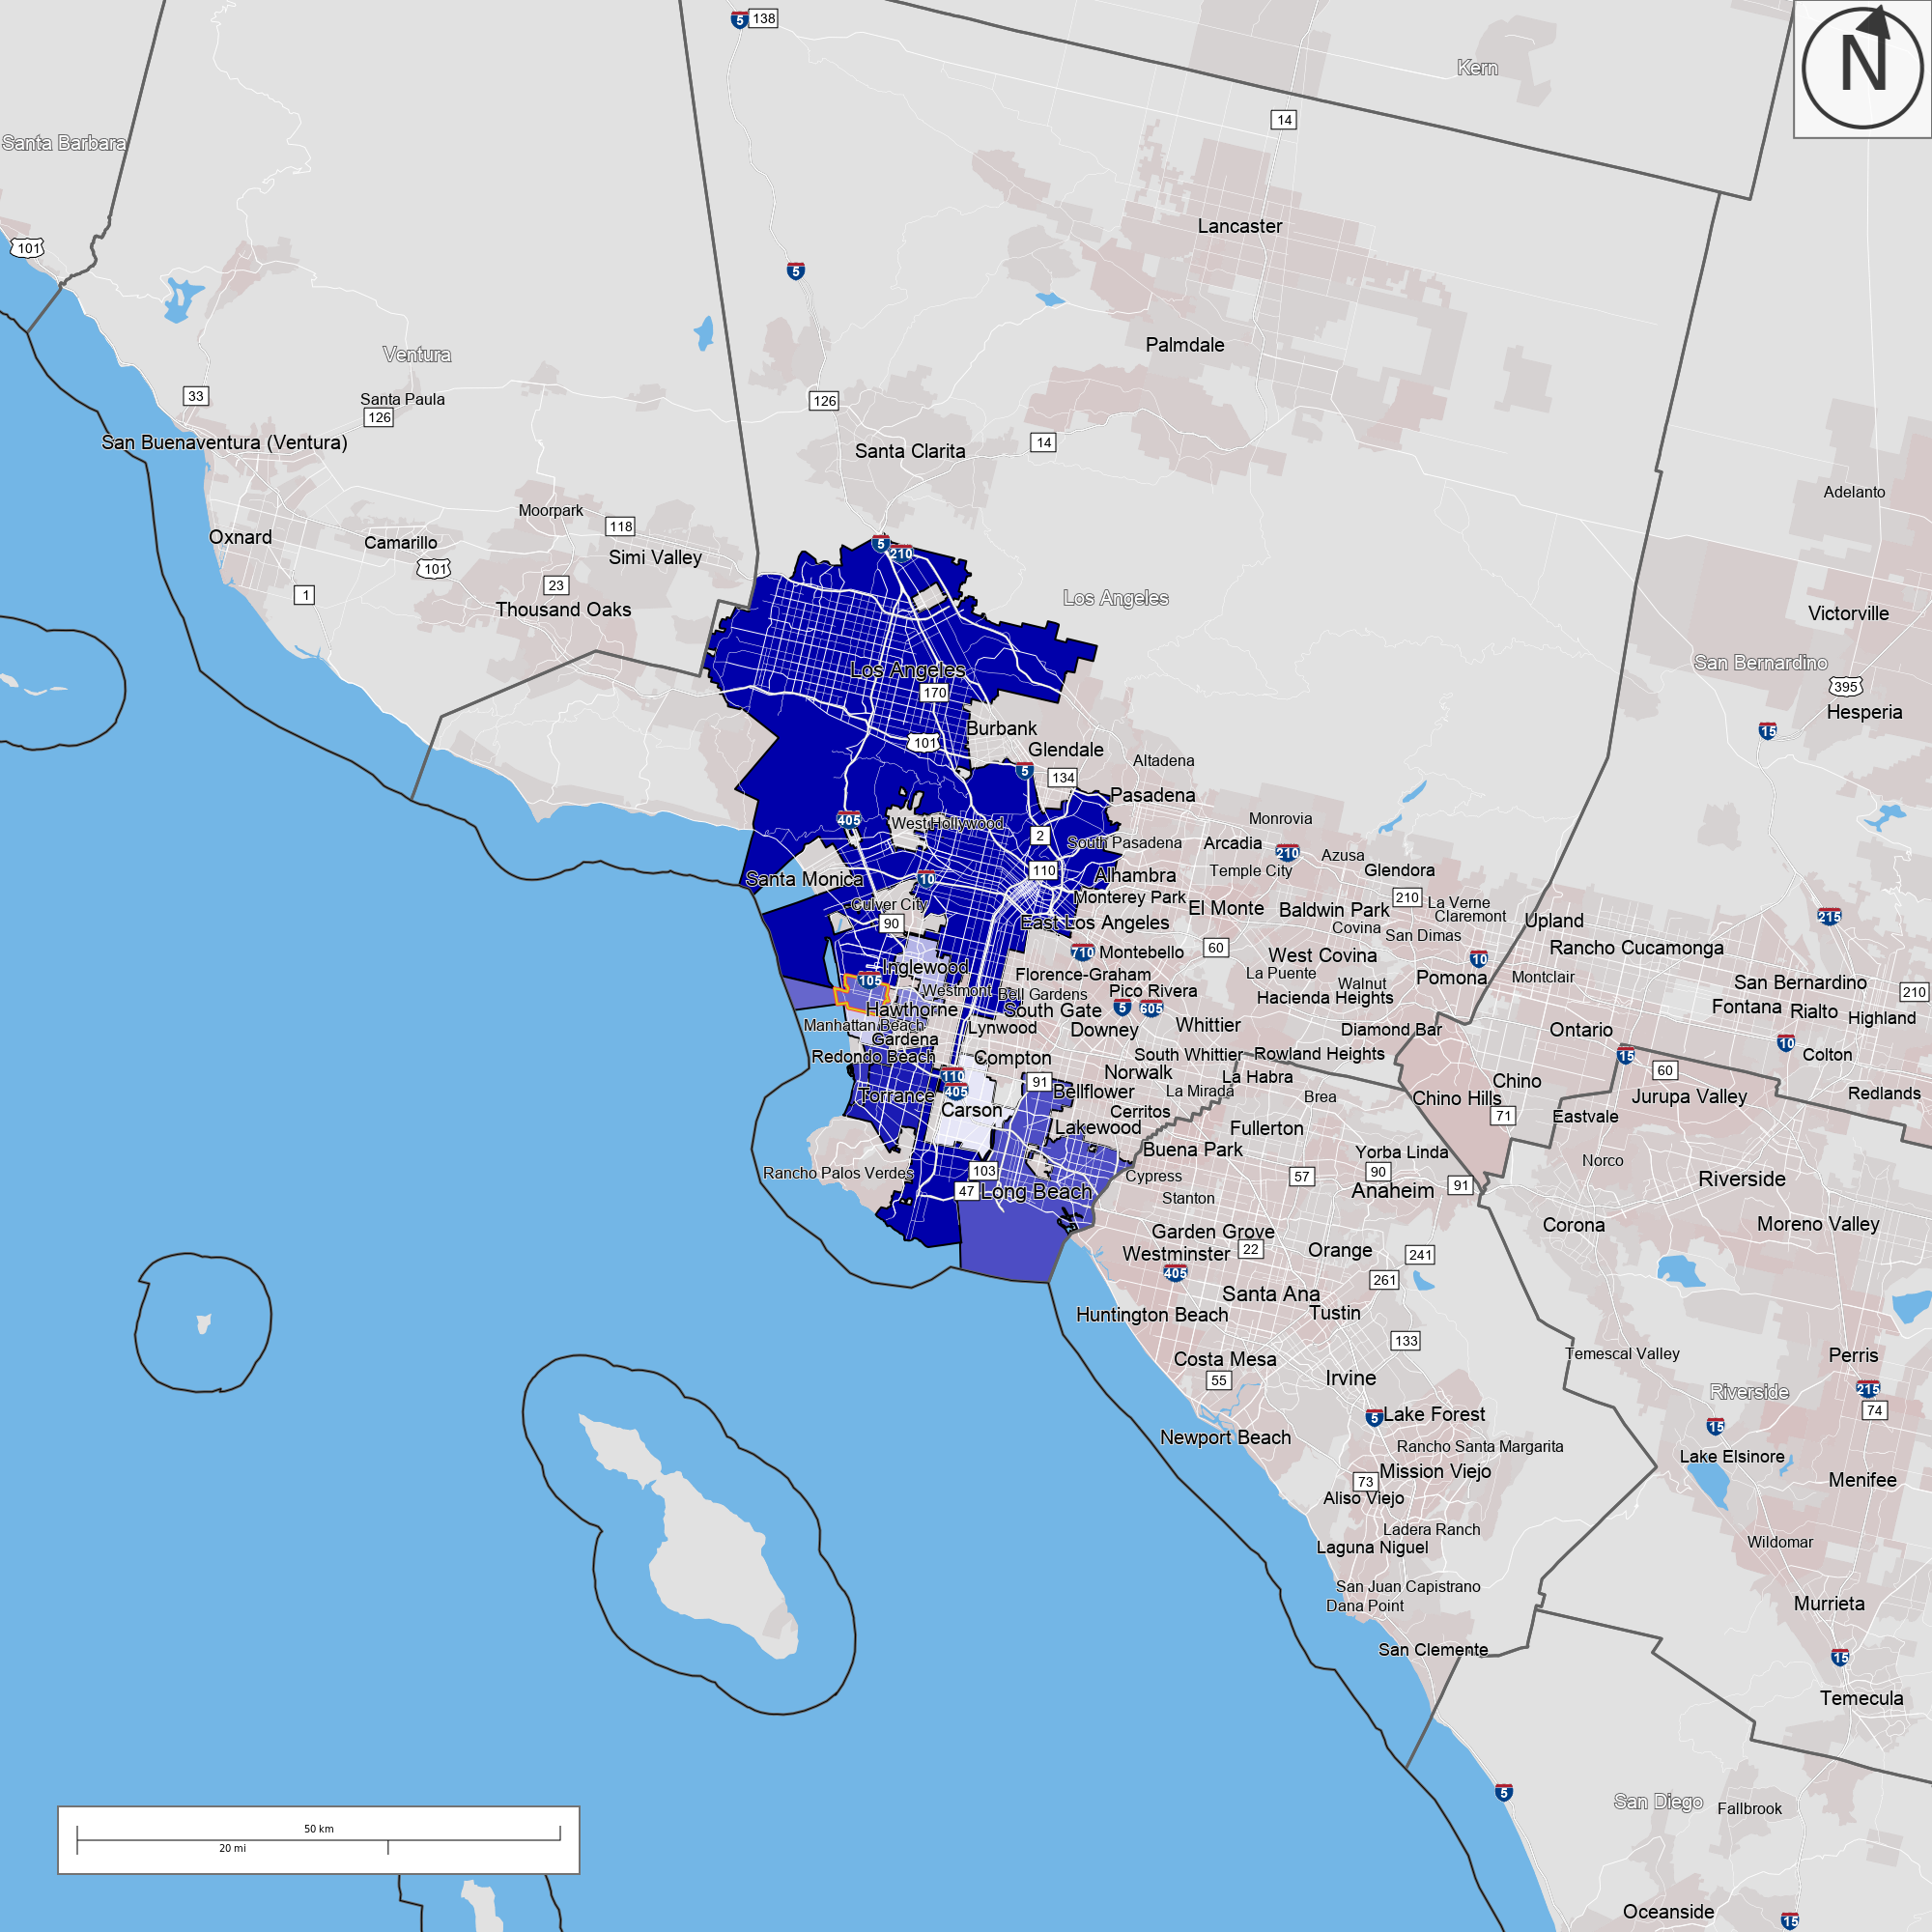 5
138
N
Kern
14
Santa Barbara
Lancaster
101
5
Palmdale
Ventura
33
Santa Paula
126
126
San Buenaventura (Ventura)
Santa Clarita
14
Adelanto
Moorpark
118
Oxnard
Camarillo
101
Simi Valley
5
210
23
1
Thousand Oaks
Los Angeles
Victorville
Los Angeles
San Bernardino
170
395
Hesperia
Burbank
15
101
Glendale
Altadena
5
134
Pasadena
405
West Hollywood
Monrovia
2
South Pasadena
Arcadia
210
Azusa
Santa Monica
10
110
Alhambra
Temple City
Glendora
Culver City
90
Monterey Park
El Monte
Baldwin Park
210
La Verne
Claremont
Upland
215
East Los Angeles
Covina
San Dimas
60
710
Montebello
West Covina
10
Rancho Cucamonga
Inglewood
105
Florence-Graham
La Puente
Walnut
Pomona
Montclair
San Bernardino
210
Westmont
Bell Gardens
Pico Rivera
Hacienda Heights
Hawthorne
South Gate
5
605
Fontana
Rialto
Highland
Manhattan Beach
Lynwood
Downey
Whittier
Diamond Bar
Ontario
Gardena
10
Redondo Beach
Compton
South Whittier
Rowland Heights
15
Colton
110
405
91
Norwalk
La Habra
60
Torrance
Bellflower
La Mirada
Brea
Chino
Chino Hills
71
Jurupa Valley
Redlands
Carson
Cerritos
Eastvale
Lakewood
Fullerton
Buena Park
Yorba Linda
Norco
Rancho Palos Verdes
103
Cypress
57
90
Riverside
47
Long Beach
Stanton
Anaheim
91
Corona
Moreno Valley
Garden Grove
Westminster
22
Orange
241
405
261
Santa Ana
Huntington Beach
Tustin
133
Temescal Valley
Perris
Costa Mesa
55
Irvine
Riverside
215
5
Lake Forest
15
74
Newport Beach
Rancho Santa Margarita
Lake Elsinore
73
Mission Viejo
Menifee
Aliso Viejo
Ladera Ranch
Laguna Niguel
Wildomar
San Juan Capistrano
Dana Point
Murrieta
San Clemente
15
Temecula
5
San Diego
Fallbrook
50 km
20 mi
Oceanside
15